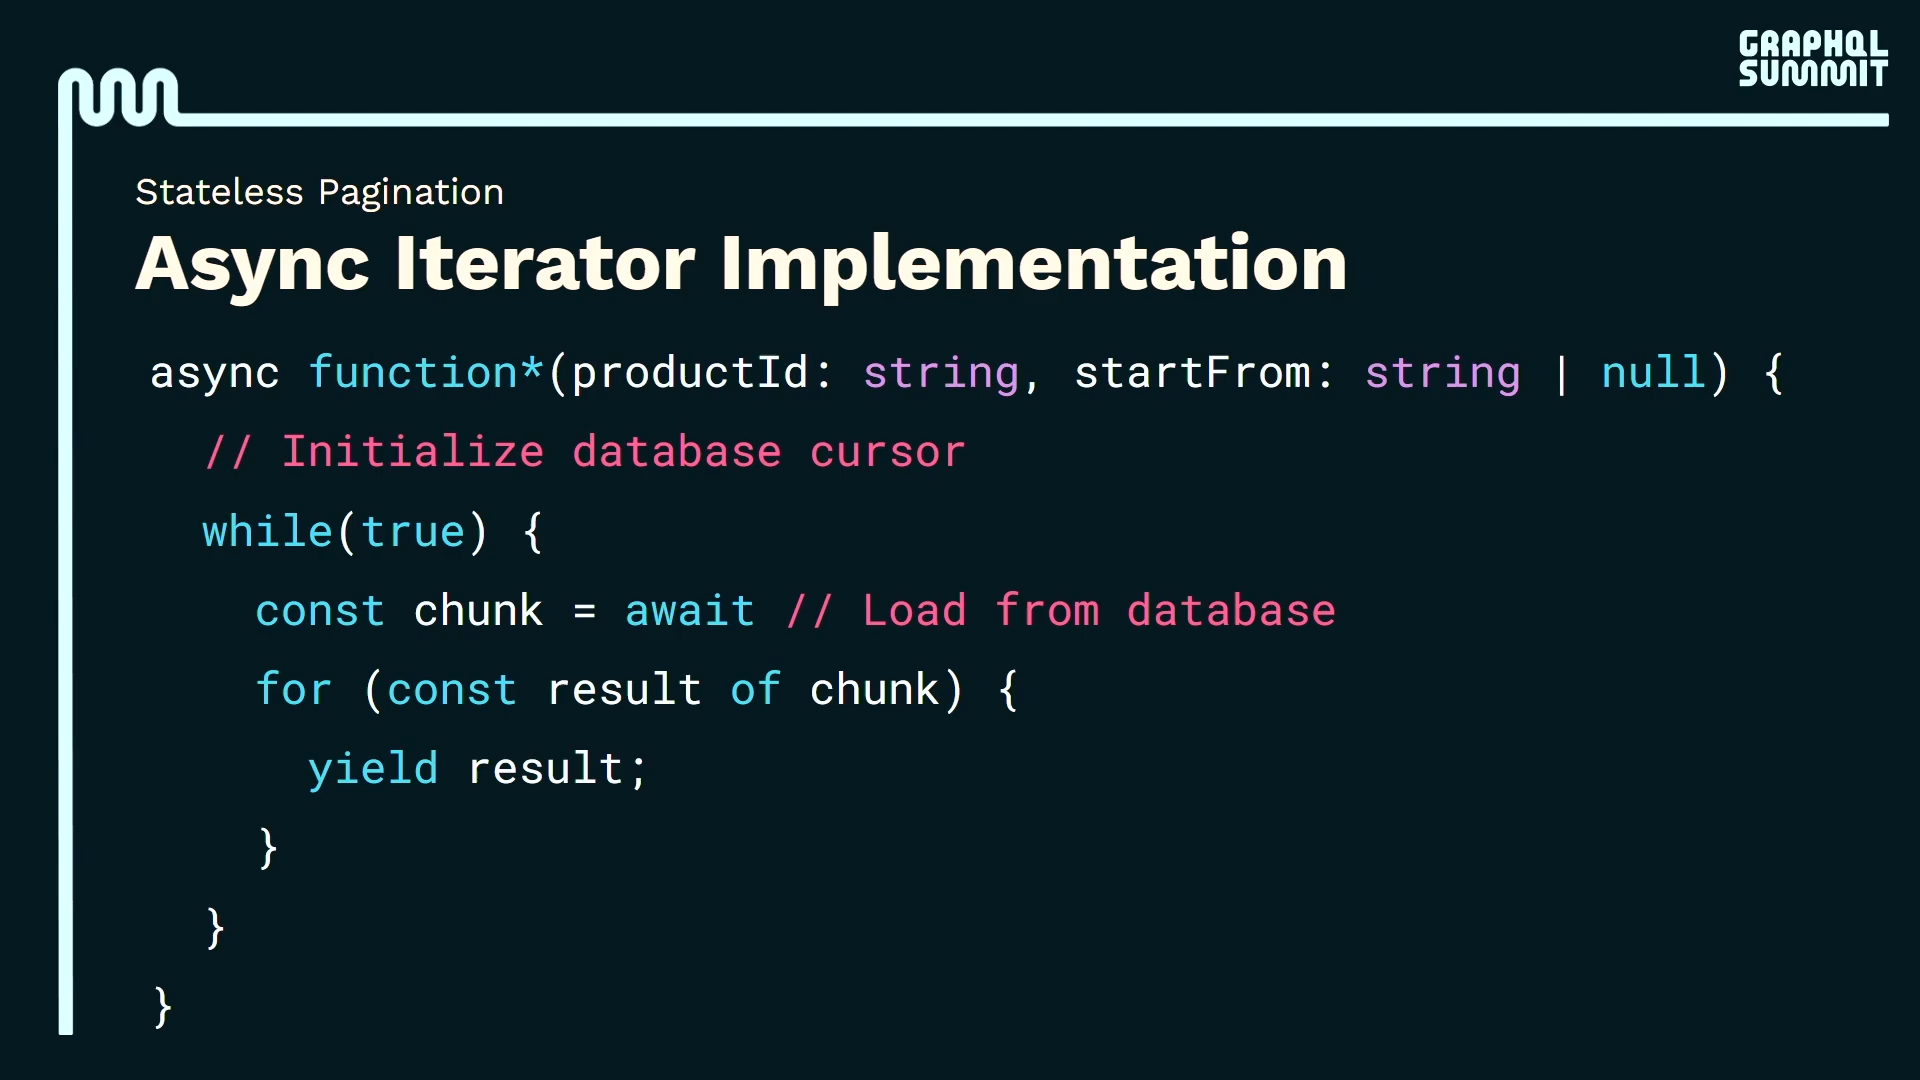 GRAPHQL
SUMMIT
Stateless Pagination
Async Iterator Implementation
async function*(productId: string, startFrom: string | null) {
  // Initialize database cursor
  while(true) {
    const chunk = await // Load from database
    for (const result of chunk) {
      yield result;
    }
  }
}